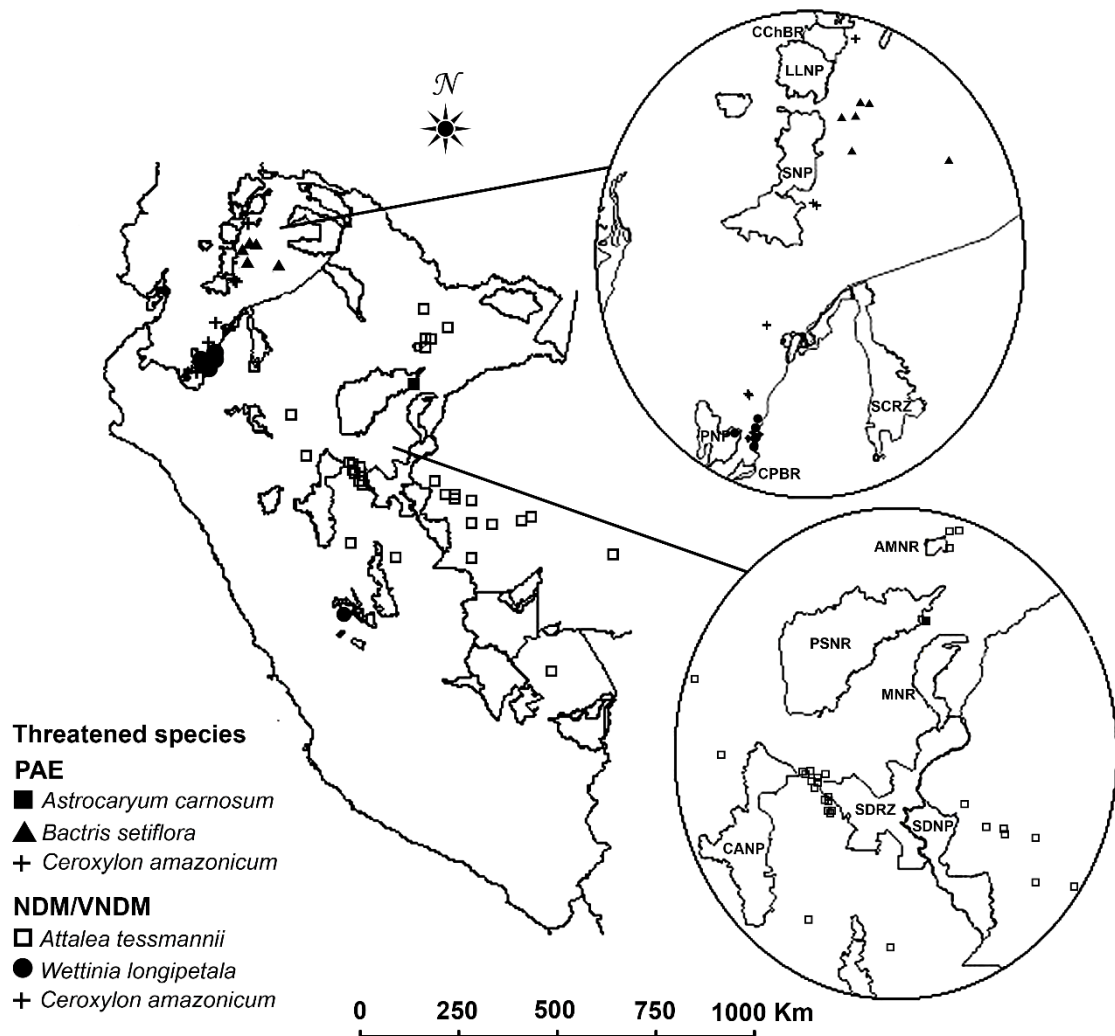 N
CChBR
LLNP
SNP
SCRZ
PNP
CPBR
AMNR
PSNR
MNR
SDRZ
SDNP
CANP
Threatened species
PAE
Astrocaryum carnosum
Bactris setiflora
Ceroxylon amazonicum
NDM/VNDM
Attalea tessmannii
Wettinia longipetala
Ceroxylon amazonicum
0 250 500 750 1000 Km